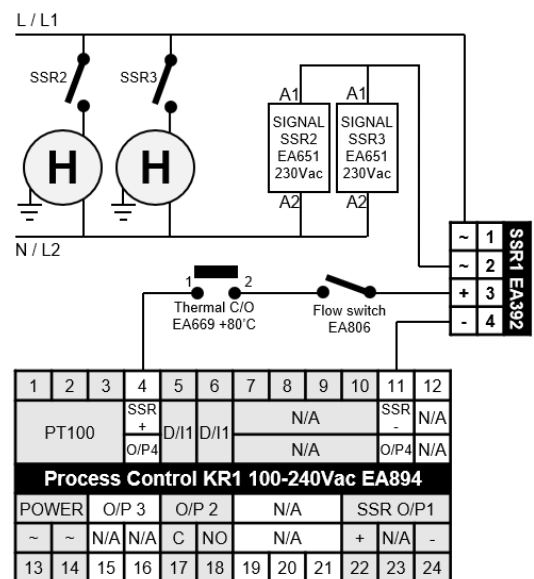 L / L1
SSR2
SSR3
H
H
A1
A1
SIGNAL
SSR2
EA651
230Vac
SIGNAL
SSR3
EA651
230Vac
A2
A2
N / L2
~ 1
~ 2
+ 3
- 4
SSR1 EA392
1
2
Thermal C/O
EA669 +80°C
Flow switch
EA806
1 2 3 4 5 6 7 8 9 10 11 12
PT100
SSR
+
O/P4
D/I1
D/I1
N/A
N/A
SSR
-
O/P4
N/A
N/A
Process Control KR1 100-240Vac EA894
POWER O/P 3 O/P 2 N/A SSR O/P1
~ ~ N/A N/A C NO N/A + N/A -
13 14 15 16 17 18 19 20 21 22 23 24